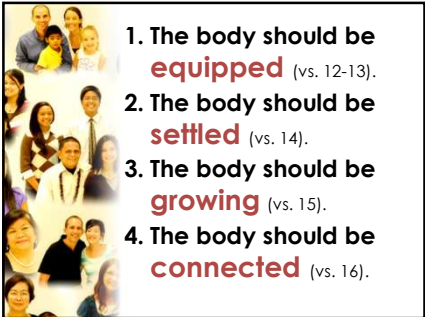 1. The body should be
equipped (vs. 12-13).
2. The body should be
settled (vs. 14).
3. The body should be
growing (vs. 15).
4. The body should be
connected (vs. 16).